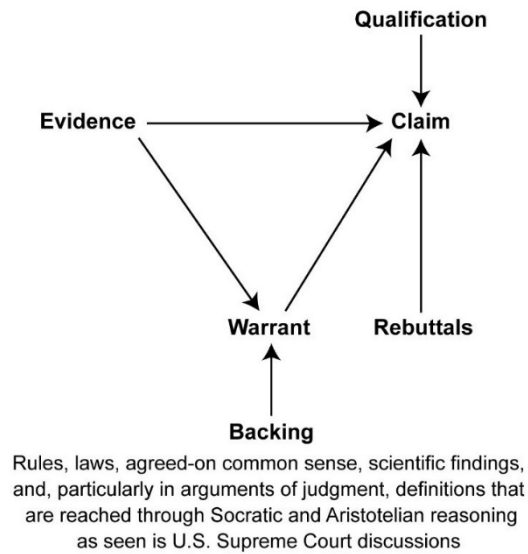 Qualification
Evidence
Claim
Warrant
Rebuttals
Backing
Rules, laws, agreed-on common sense, scientific findings,
and, particularly in arguments of judgment, definitions that
are reached through Socratic and Aristotelian reasoning
as seen is U.S. Supreme Court discussions